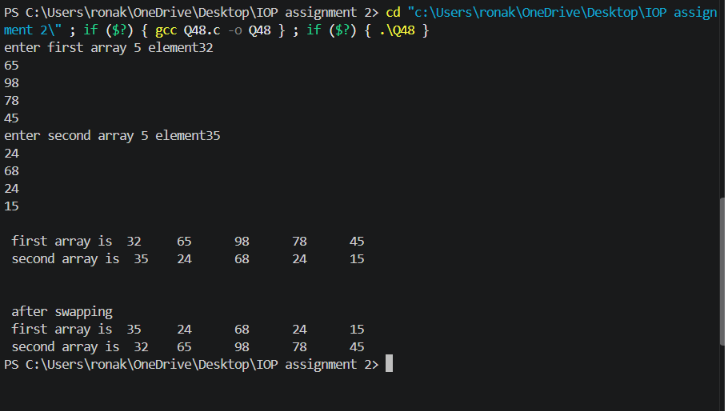 PS C:\Users\ronak\OneDrive\Desktop\IOP assignment 2> cd "c:\Users\ronak\OneDrive\Desktop\IOP assign
ment 2\" ; if ($?) { gcc Q48.c -o Q48 } ; if ($?) { .\Q48 }
enter first array 5 element32
65
98
78
45
enter second array 5 element35
24
68
24
15
first array is  32     65     98     78     45
second array is  35     24     68     24     15
after swapping
first array is  35     24     68     24     15
second array is  32     65     98     78     45
PS C:\Users\ronak\OneDrive\Desktop\IOP assignment 2>